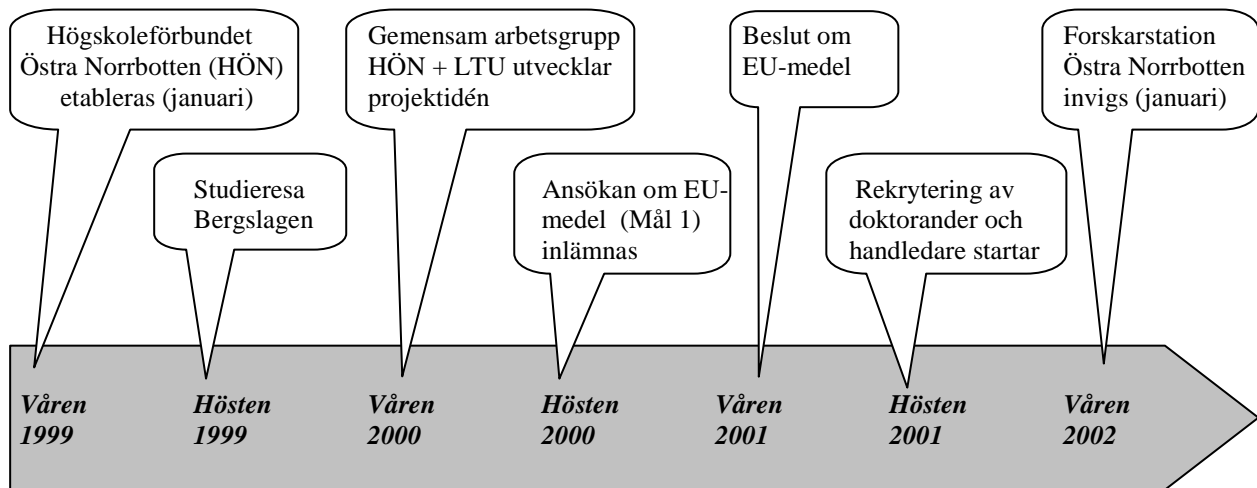 Högskoleförbundet
Östra Norrbotten (HÖN)
etableras (januari)
Studieresa
Bergslagen
Gemensam arbetsgrupp
HÖN + LTU utvecklar
projektidén
Ansökan om EU-
medel (Mål 1)
inlämnas
Beslut om
EU-medel
Rekrytering av
doktorander och
handledare startar
Forskarstation
Östra Norrbotten
invigs (januari)
Våren
1999
Hösten
1999
Våren
2000
Hösten
2000
Våren
2001
Hösten
2001
Våren
2002